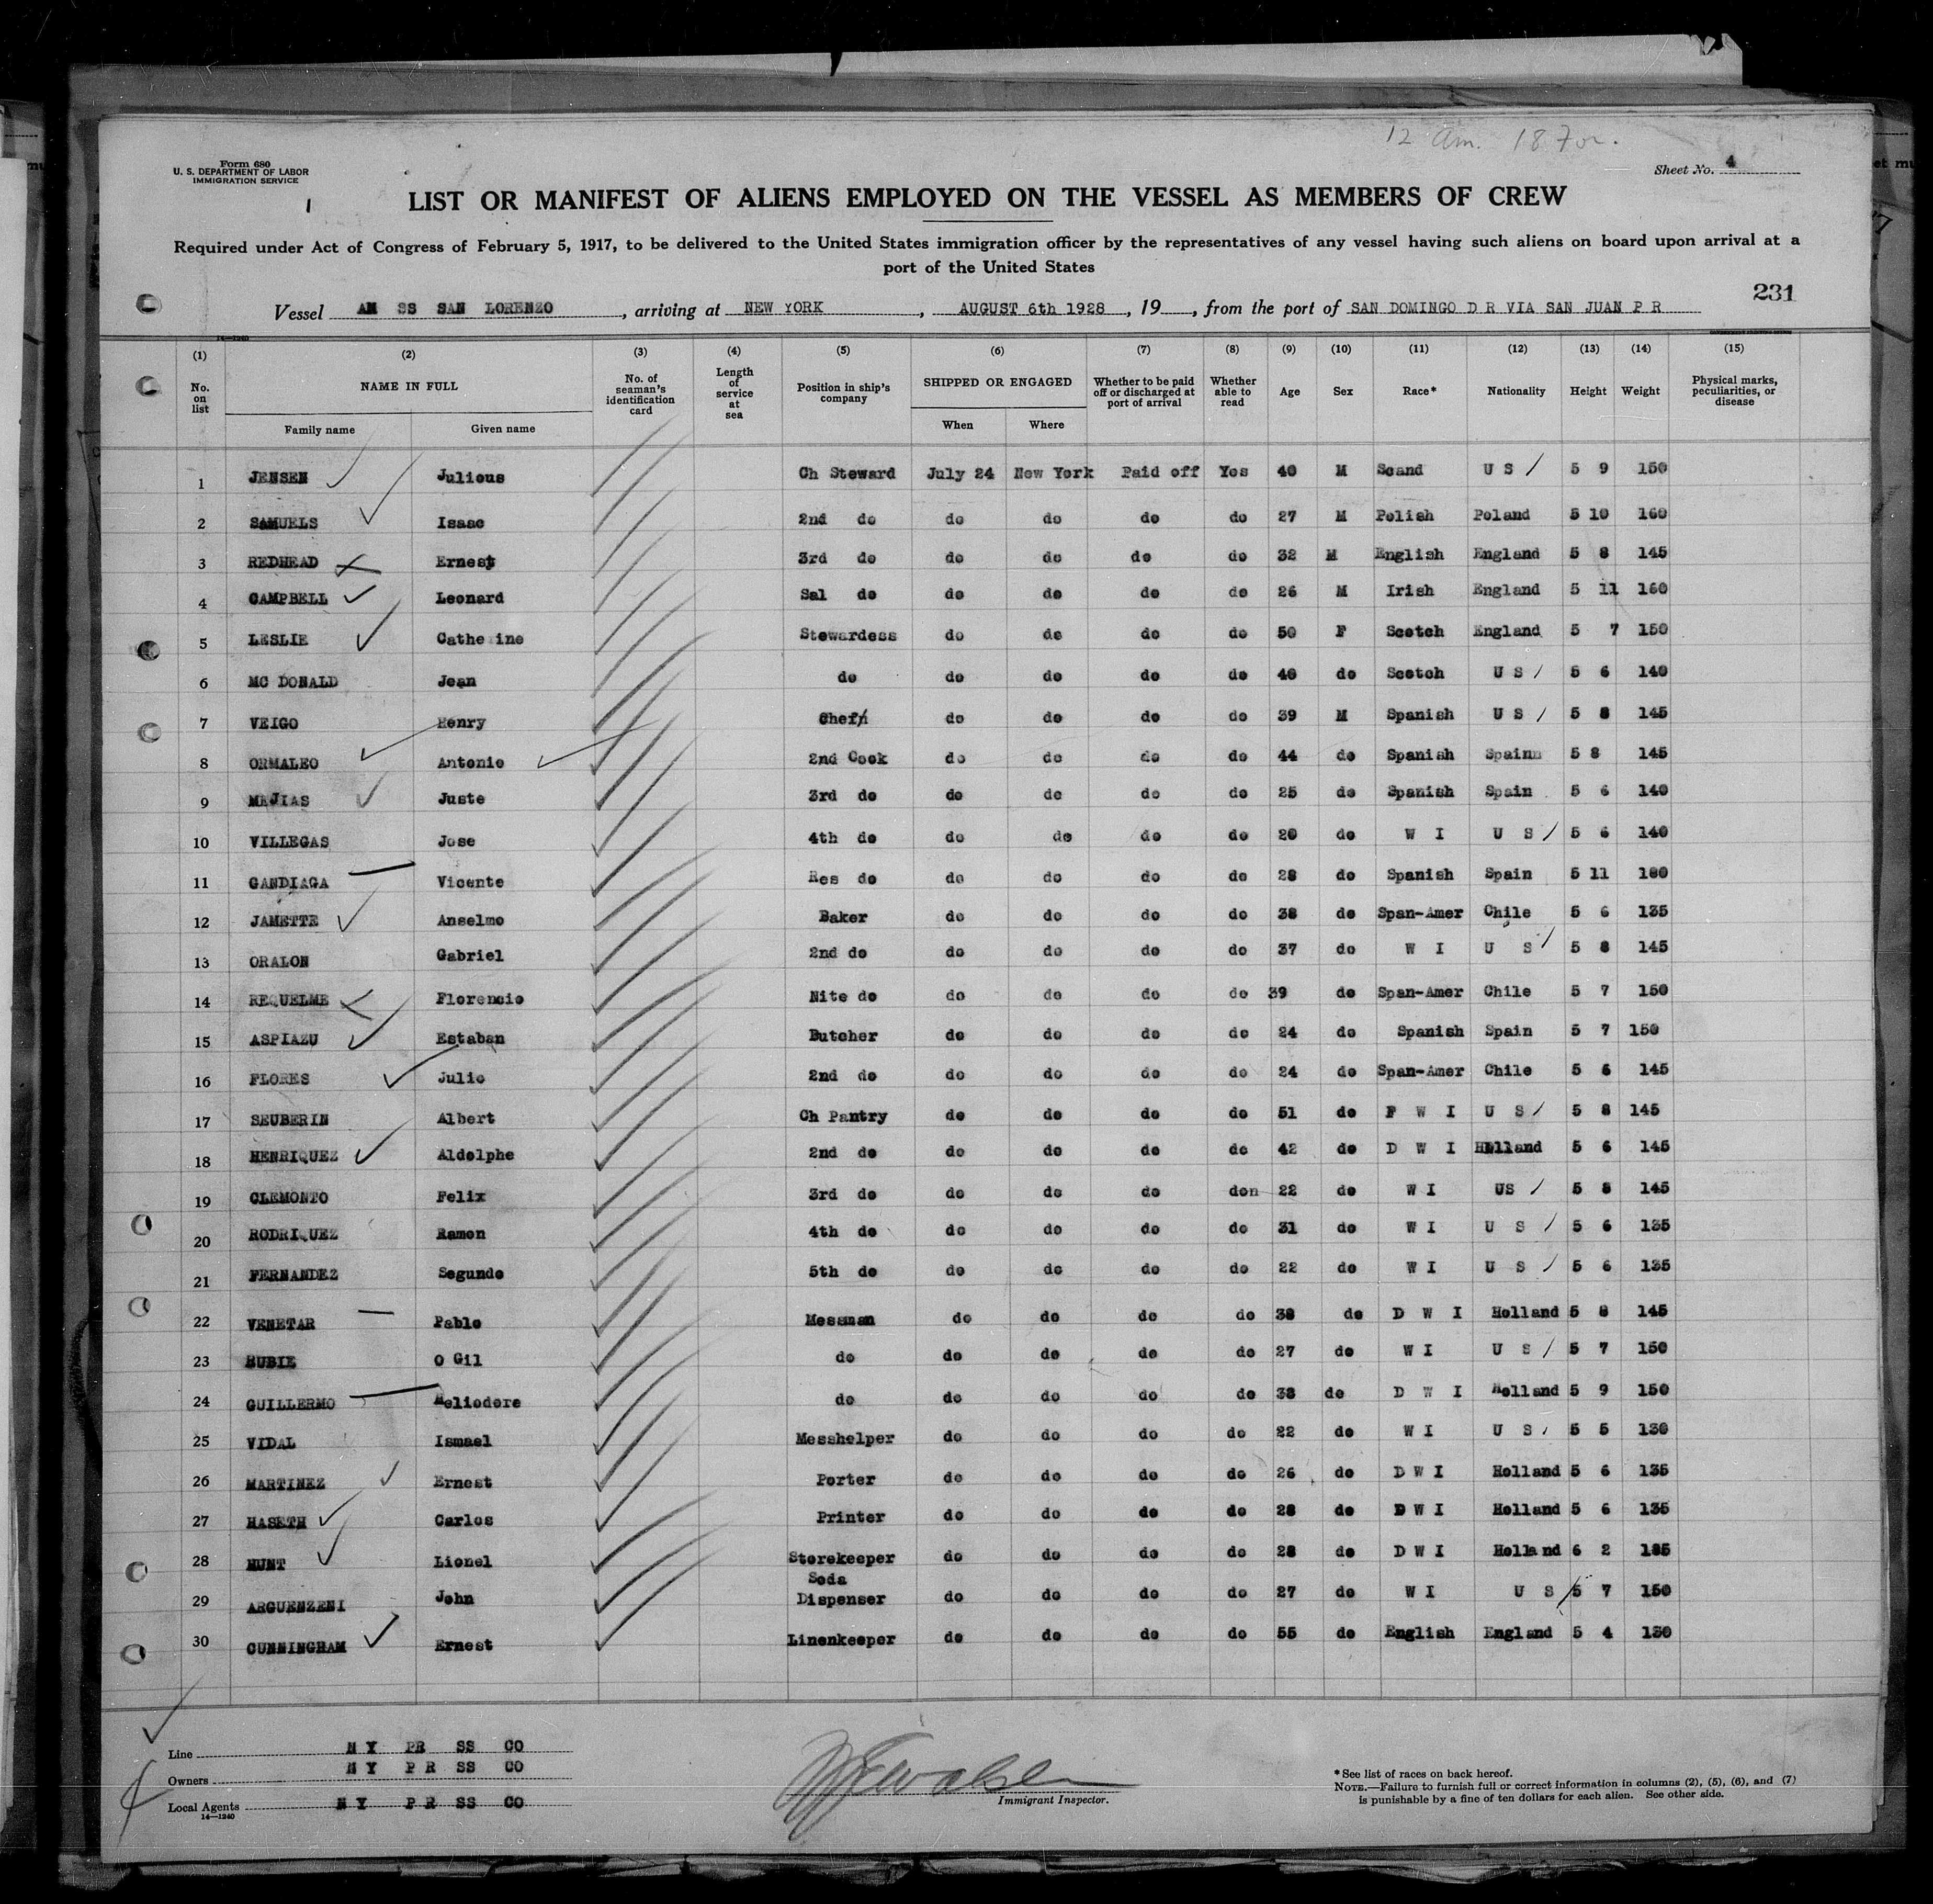 12 Am. 18 For.
Form 680
U. S. DEPARTMENT OF LABOR
IMMIGRATION SERVICE
Sheet No. 4
1
LIST OR MANIFEST OF ALIENS EMPLOYED ON THE VESSEL AS MEMBERS OF CREW
Required under Act of Congress of February 5, 1917, to be delivered to the United States immigration officer by the representatives of any vessel having such aliens on board upon arrival at a
port of the United States
231
Vessel AM SS SAN LORENZO, arriving at NEW YORK, AUGUST 6th 1928, 19, from the port of SAN DOMINGO D R VIA SAN JUAN P R
14-1240
(1) (2) (3) (4) (5) (6) (7) (8) (9) (10) (11) (12) (13) (14) (15)
No. on list NAME IN FULL No. of seaman's identification card Length of service at sea Position in ship's company SHIPPED OR ENGAGED Whether to be paid off or discharged at port of arrival Whether able to read Age Sex Race* Nationality Height Weight Physical marks, peculiarities, or disease
Family name Given name When Where
1 JENSEN Julious Ch Steward July 24 New York Paid off Yes 40 M Scand U S 5 9 150
2 SAMUELS Isaac 2nd do do do do do 27 M Polish Poland 5 10 160
3 REDHEAD Ernest 3rd do do do do do 32 M English England 5 8 145
4 CAMPBELL Leonard Sal do do do do do 26 M Irish England 5 11 160
5 LESLIE Cathe ine Stewardess do do do do 50 F Scotch England 5 7 150
6 MC DONALD Jean do do do do do 40 do Scotch U S 5 6 140
7 VEIGO Henry Chef do do do do 39 M Spanish U S 5 8 145
8 ORMALEO Antonio 2nd Cook do do do do 44 do Spanish Spainn 5 8 145
9 MEJIAS Juste 3rd do do do do do 25 do Spanish Spain 5 6 140
10 VILLEGAS Jose 4th do do do do do 20 do W I U S 5 6 140
11 GANDIAGA Vicente Res do do do do do 28 do Spanish Spain 5 11 180
12 JAMETTE Anselmo Baker do do do do 38 do Span-Amer Chile 5 6 135
13 ORALON Gabriel 2nd do do do do do 37 do W I U S 5 8 145
14 REQUELME Florencio Nite do do do do do 39 do Span-Amer Chile 5 7 150
15 ASPIAZU Estaban Butcher do do do do 24 do Spanish Spain 5 7 150
16 FLORES Julio 2nd do do do do do 24 do Span-Amer Chile 5 6 145
17 SEUBERIN Albert Ch Pantry do do do do 51 do F W I U S 5 8 145
18 HENRIQUEZ Aldolphe 2nd do do do do do 42 do D W I Holland 5 6 145
19 CLEMONTO Felix 3rd do do do do don 22 do W I US 5 8 145
20 RODRIQUEZ Ramon 4th do do do do do 31 do W I U S 5 6 135
21 FERNANDEZ Segundo 5th do do do do do 22 do W I U S 5 6 135
22 VENETAR Pablo Messman do do do do 38 do D W I Holland 5 8 145
23 RUBIE O Gil do do do do do 27 do W I U S 5 7 150
24 GUILLERMO Heliodore do do do do do 38 do D W I Holland 5 9 150
25 VIDAL Ismael Messhelper do do do do 22 do W I U S 5 5 130
26 MARTINEZ Ernest Porter do do do do 26 do D W I Holland 5 6 135
27 HASETH Carlos Printer do do do do 28 do D W I Holland 5 6 135
28 HUNT Lionel Storekeeper do do do do 28 do D W I Holland 6 2 185
29 ARGUENZENI John Soda Dispenser do do do do 27 do W I U S 5 7 150
30 CUNNINGHAM Ernest Linenkeeper do do do do 55 do English England 5 4 130
Line N Y PR SS CO
Owners N Y P R SS CO
Local Agents N Y P R SS CO
14-1240
Immigrant Inspector.
*See list of races on back hereof.
NOTE.—Failure to furnish full or correct information in columns (2), (5), (6), and (7)
is punishable by a fine of ten dollars for each alien. See other side.